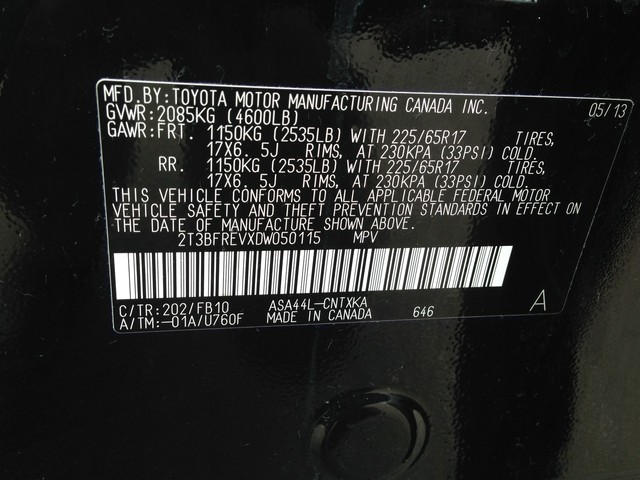 MFD.BY:TOYOTA MOTOR MANUFACTURING CANADA INC. 05/13
GVWR:2085KG (4600LB)
GAWR:FRT. 1150KG (2535LB) WITH 225/65R17 TIRES,
17X6. 5J RIMS, AT 230KPA (33PSI) COLD.
RR. 1150KG (2535LB) WITH 225/65R17 TIRES,
17X6. 5J RIMS, AT 230KPA (33PSI) COLD.
THIS VEHICLE CONFORMS TO ALL APPLICABLE FEDERAL MOTOR
VEHICLE SAFETY AND THEFT PREVENTION STANDARDS IN EFFECT ON
THE DATE OF MANUFACTURE SHOWN ABOVE.
2T3BFREVXDW050115 MPV
C/TR:202/FB10 ASA44L-CNTXKA
A/TM:-01A/U760F MADE IN CANADA 646 A